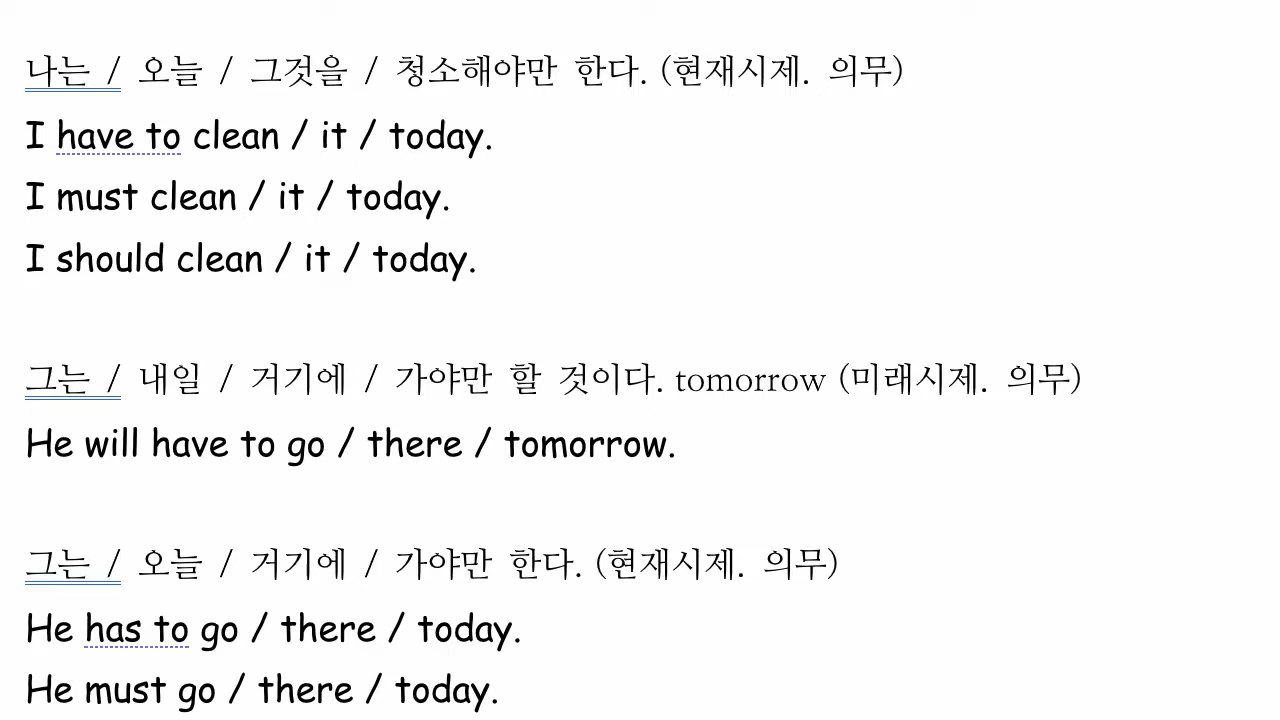 나는 / 오늘 / 그것을 / 청소해야만 한다. (현재시제. 의무)
I have to clean / it / today.
I must clean / it / today.
I should clean / it / today.
그는 / 내일 / 거기에 / 가야만 할 것이다. tomorrow (미래시제. 의무)
He will have to go / there / tomorrow.
그는 / 오늘 / 거기에 / 가야만 한다. (현재시제. 의무)
He has to go / there / today.
He must go / there / today.